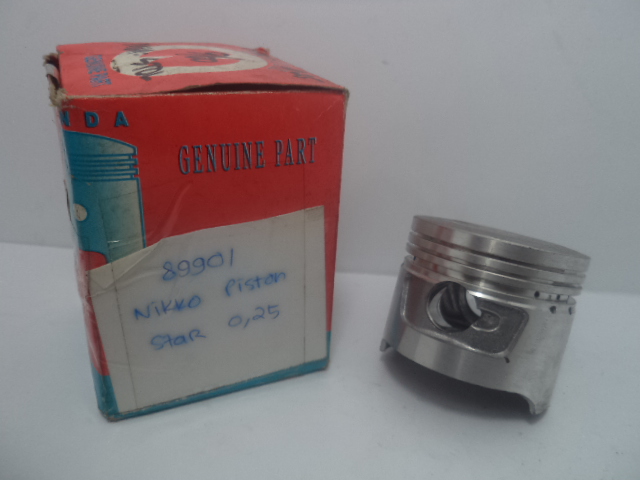 NDA
GENUINE PART
89901
Nikko Piston
Star 0,25